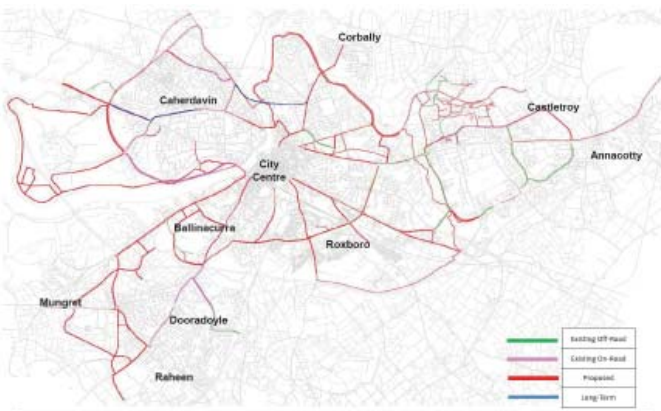 Corbally
Caherdavin
Castletroy
Annacotty
City
Centre
Ballinacurra
Roxboro
Mungret
Dooradoyle
Raheen
Existing Off-Road
Existing On-Road
Proposed
Long-Term